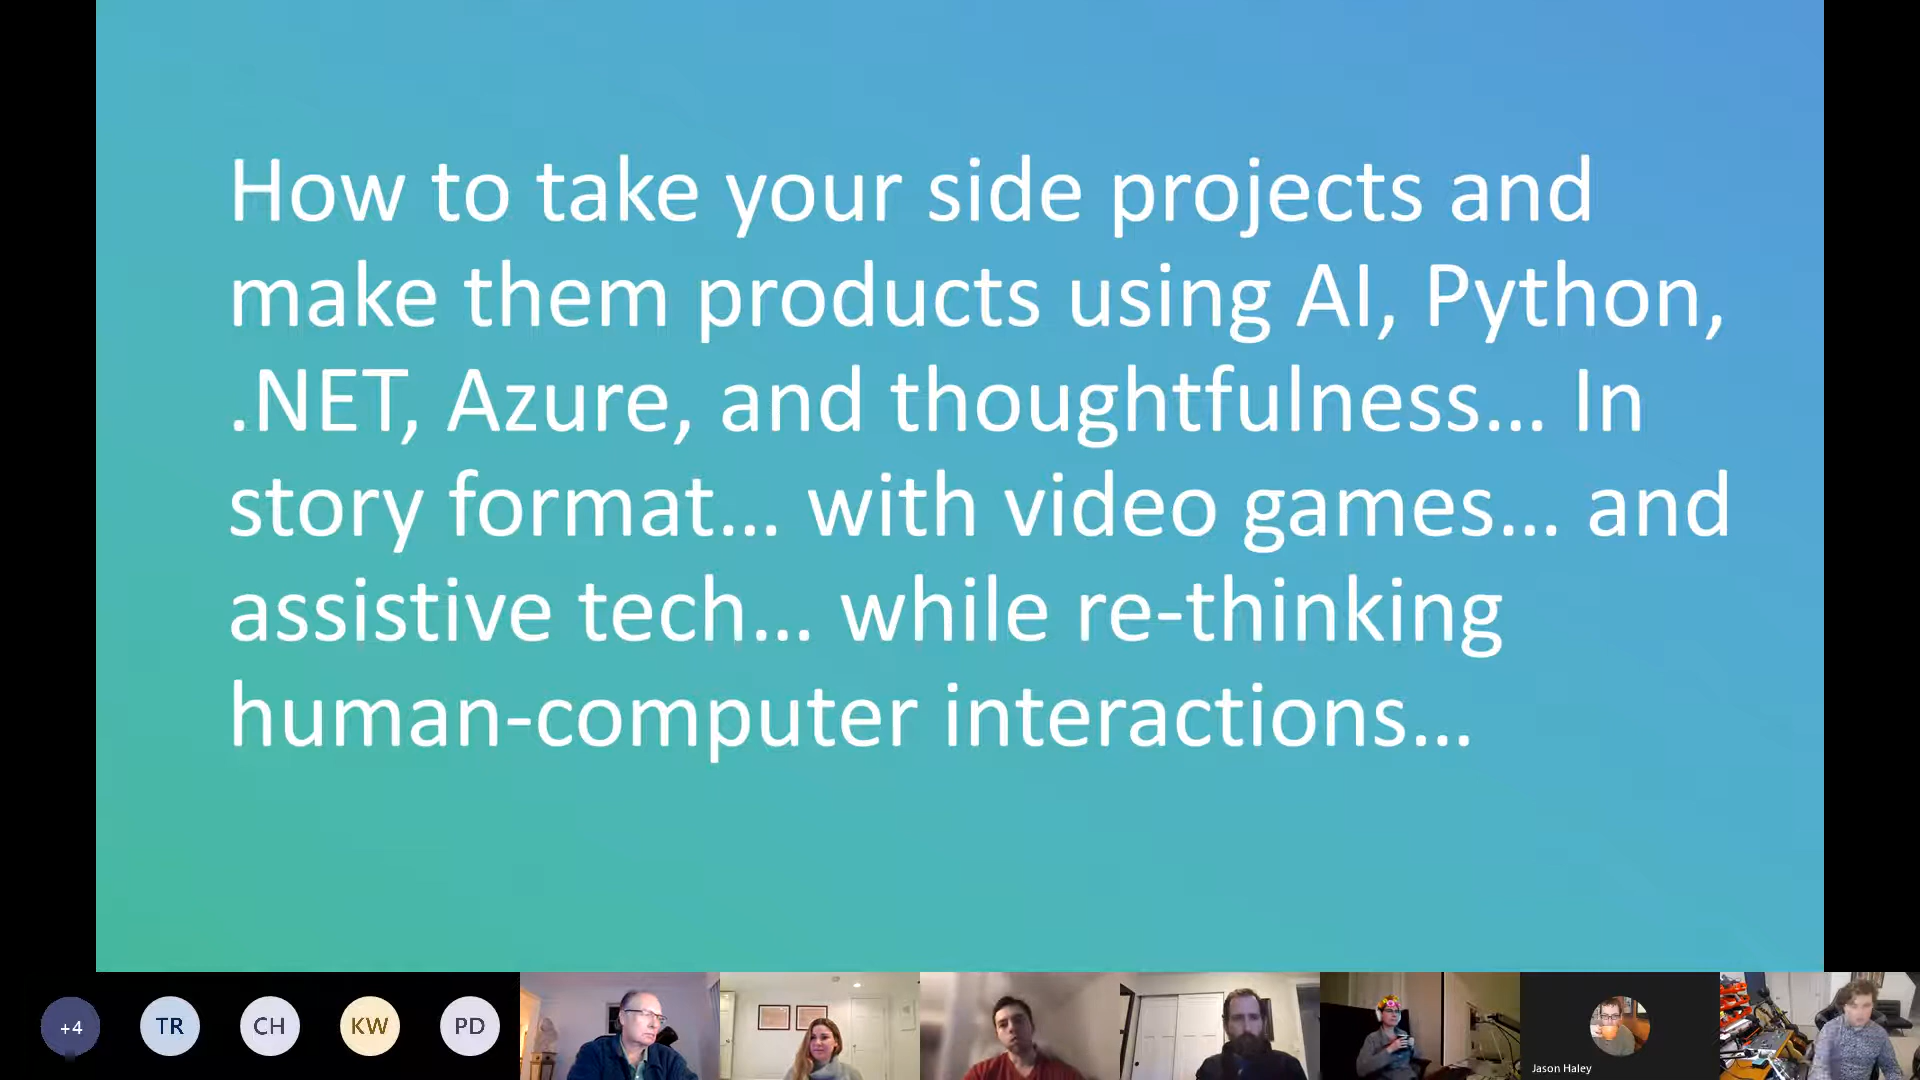 How to take your side projects and
make them products using AI, Python,
.NET, Azure, and thoughtfulness... In
story format... with video games... and
assistive tech... while re-thinking
human-computer interactions...
+4
TR
CH
KW
PD
Jason Haley